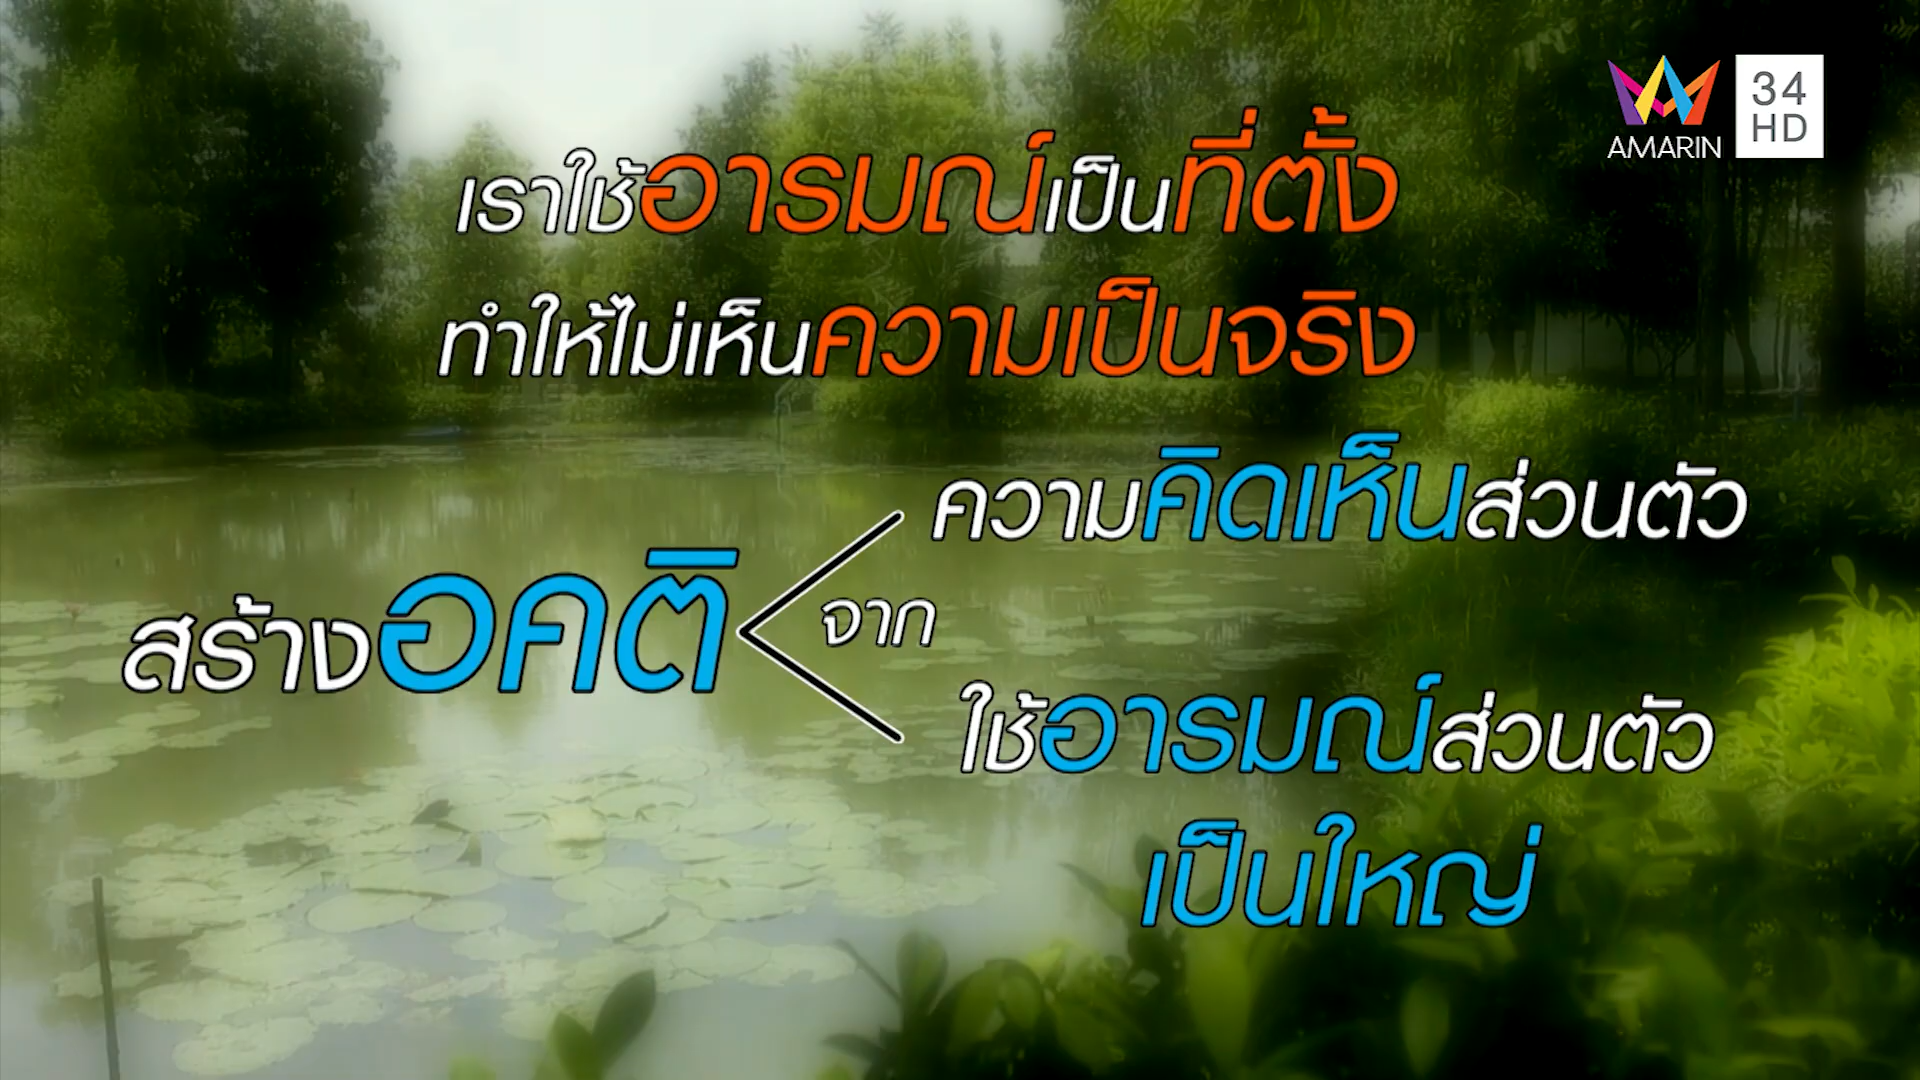 AMARIN
34
HD
เราใช้อารมณ์เป็นที่ตั้ง
ทำให้ไม่เห็นความเป็นจริง
สร้างอคติ
จาก
ความคิดเห็นส่วนตัว
ใช้อารมณ์ส่วนตัว
เป็นใหญ่